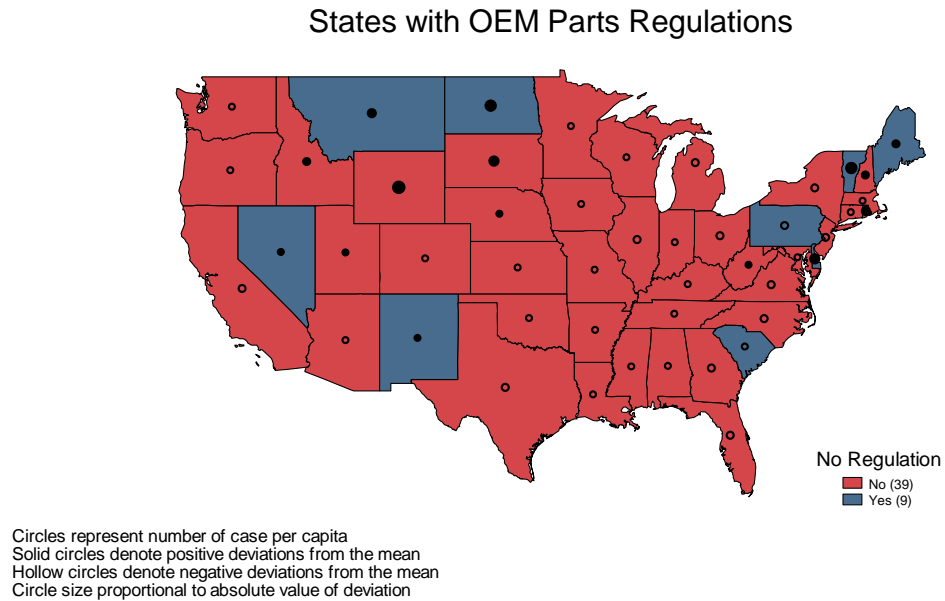 States with OEM Parts Regulations
No Regulation
No (39)
Yes (9)
Circles represent number of case per capita
Solid circles denote positive deviations from the mean
Hollow circles denote negative deviations from the mean
Circle size proportional to absolute value of deviation